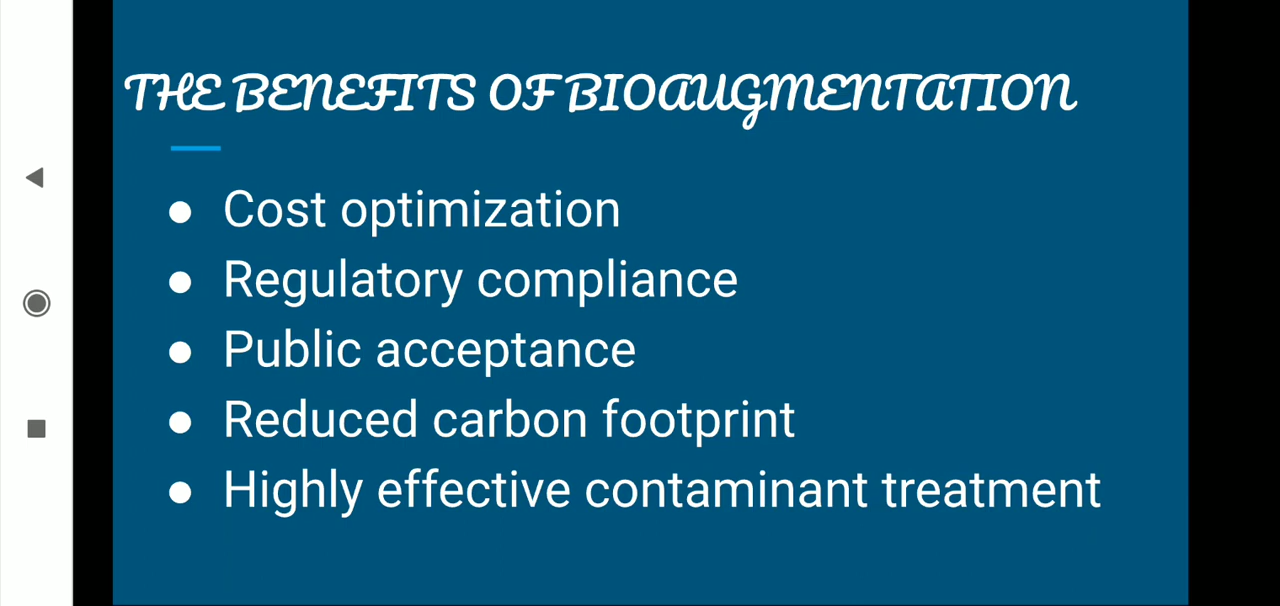 THE BENEFITS OF BIOAUGMENTATION
● Cost optimization
● Regulatory compliance
● Public acceptance
● Reduced carbon footprint
● Highly effective contaminant treatment